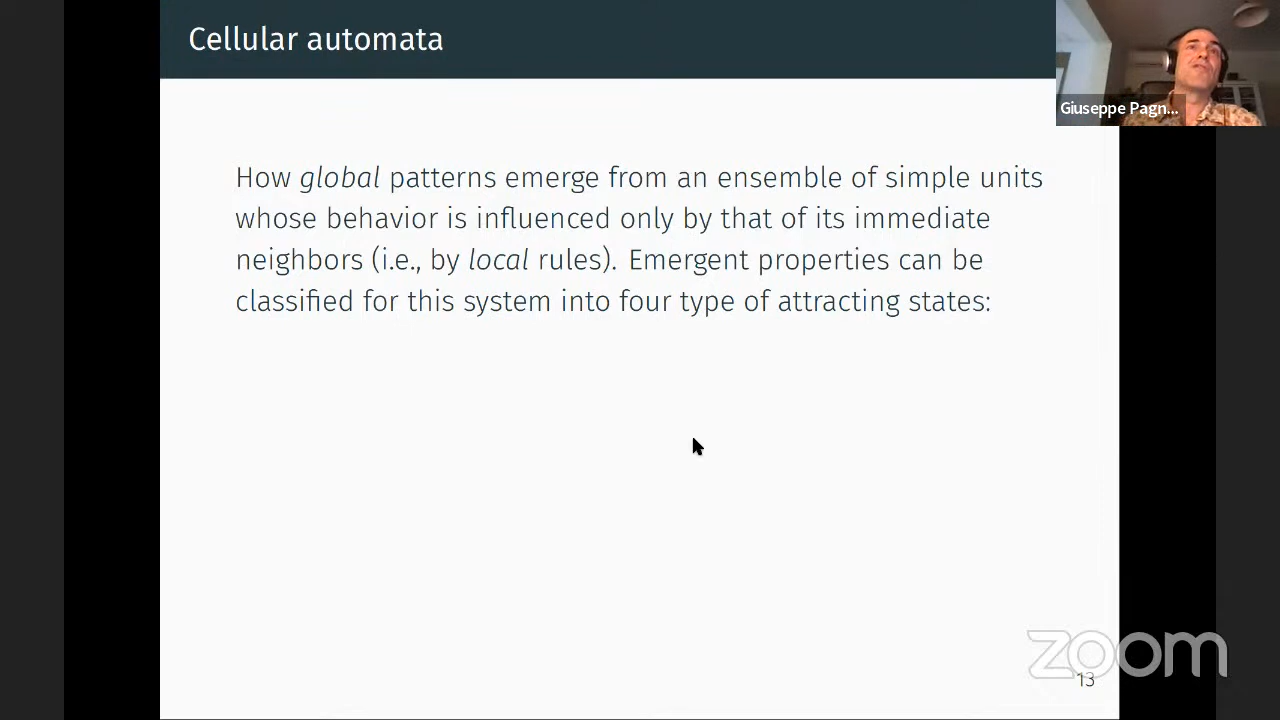 Cellular automata
Giuseppe Pagn...
How global patterns emerge from an ensemble of simple units
whose behavior is influenced only by that of its immediate
neighbors (i.e., by local rules). Emergent properties can be
classified for this system into four type of attracting states:
zoom
13